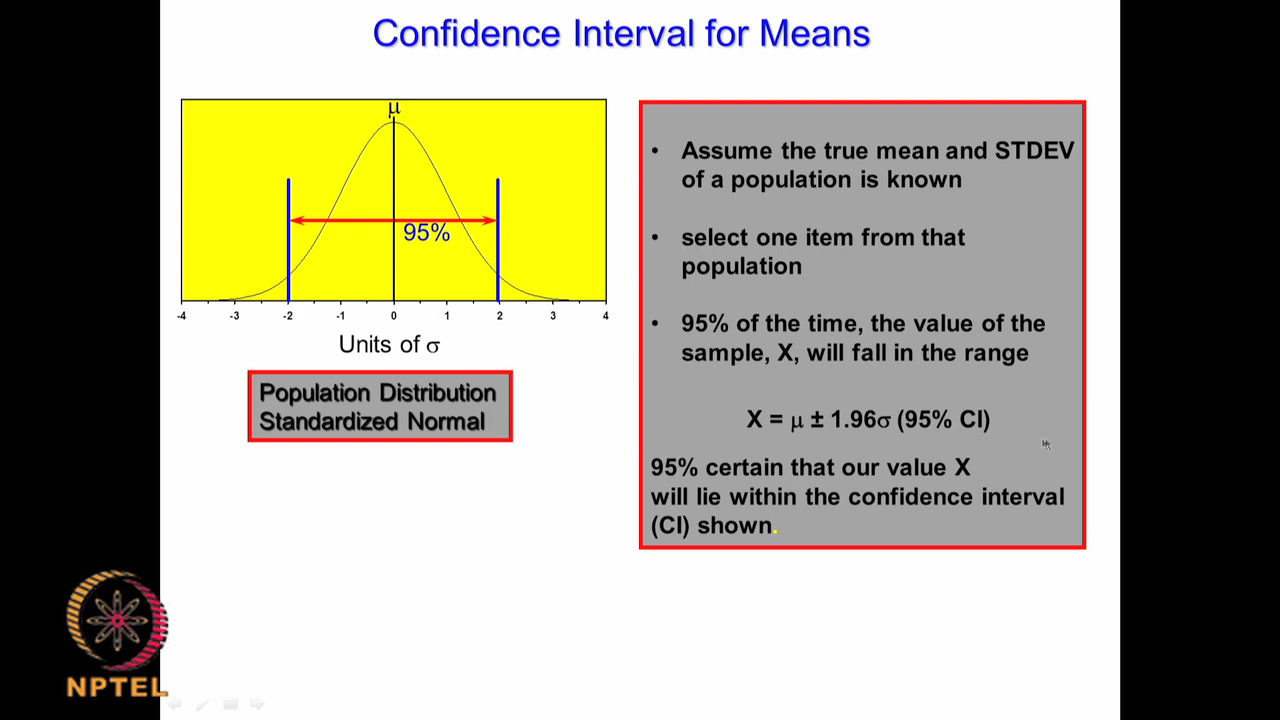 Confidence Interval for Means
μ
95%
-4 -3 -2 -1 0 1 2 3 4
Units of σ
Population Distribution
Standardized Normal
• Assume the true mean and STDEV
of a population is known
• select one item from that
population
• 95% of the time, the value of the
sample, X, will fall in the range
X = μ ± 1.96σ (95% CI)
95% certain that our value X
will lie within the confidence interval
(CI) shown.
NPTEL